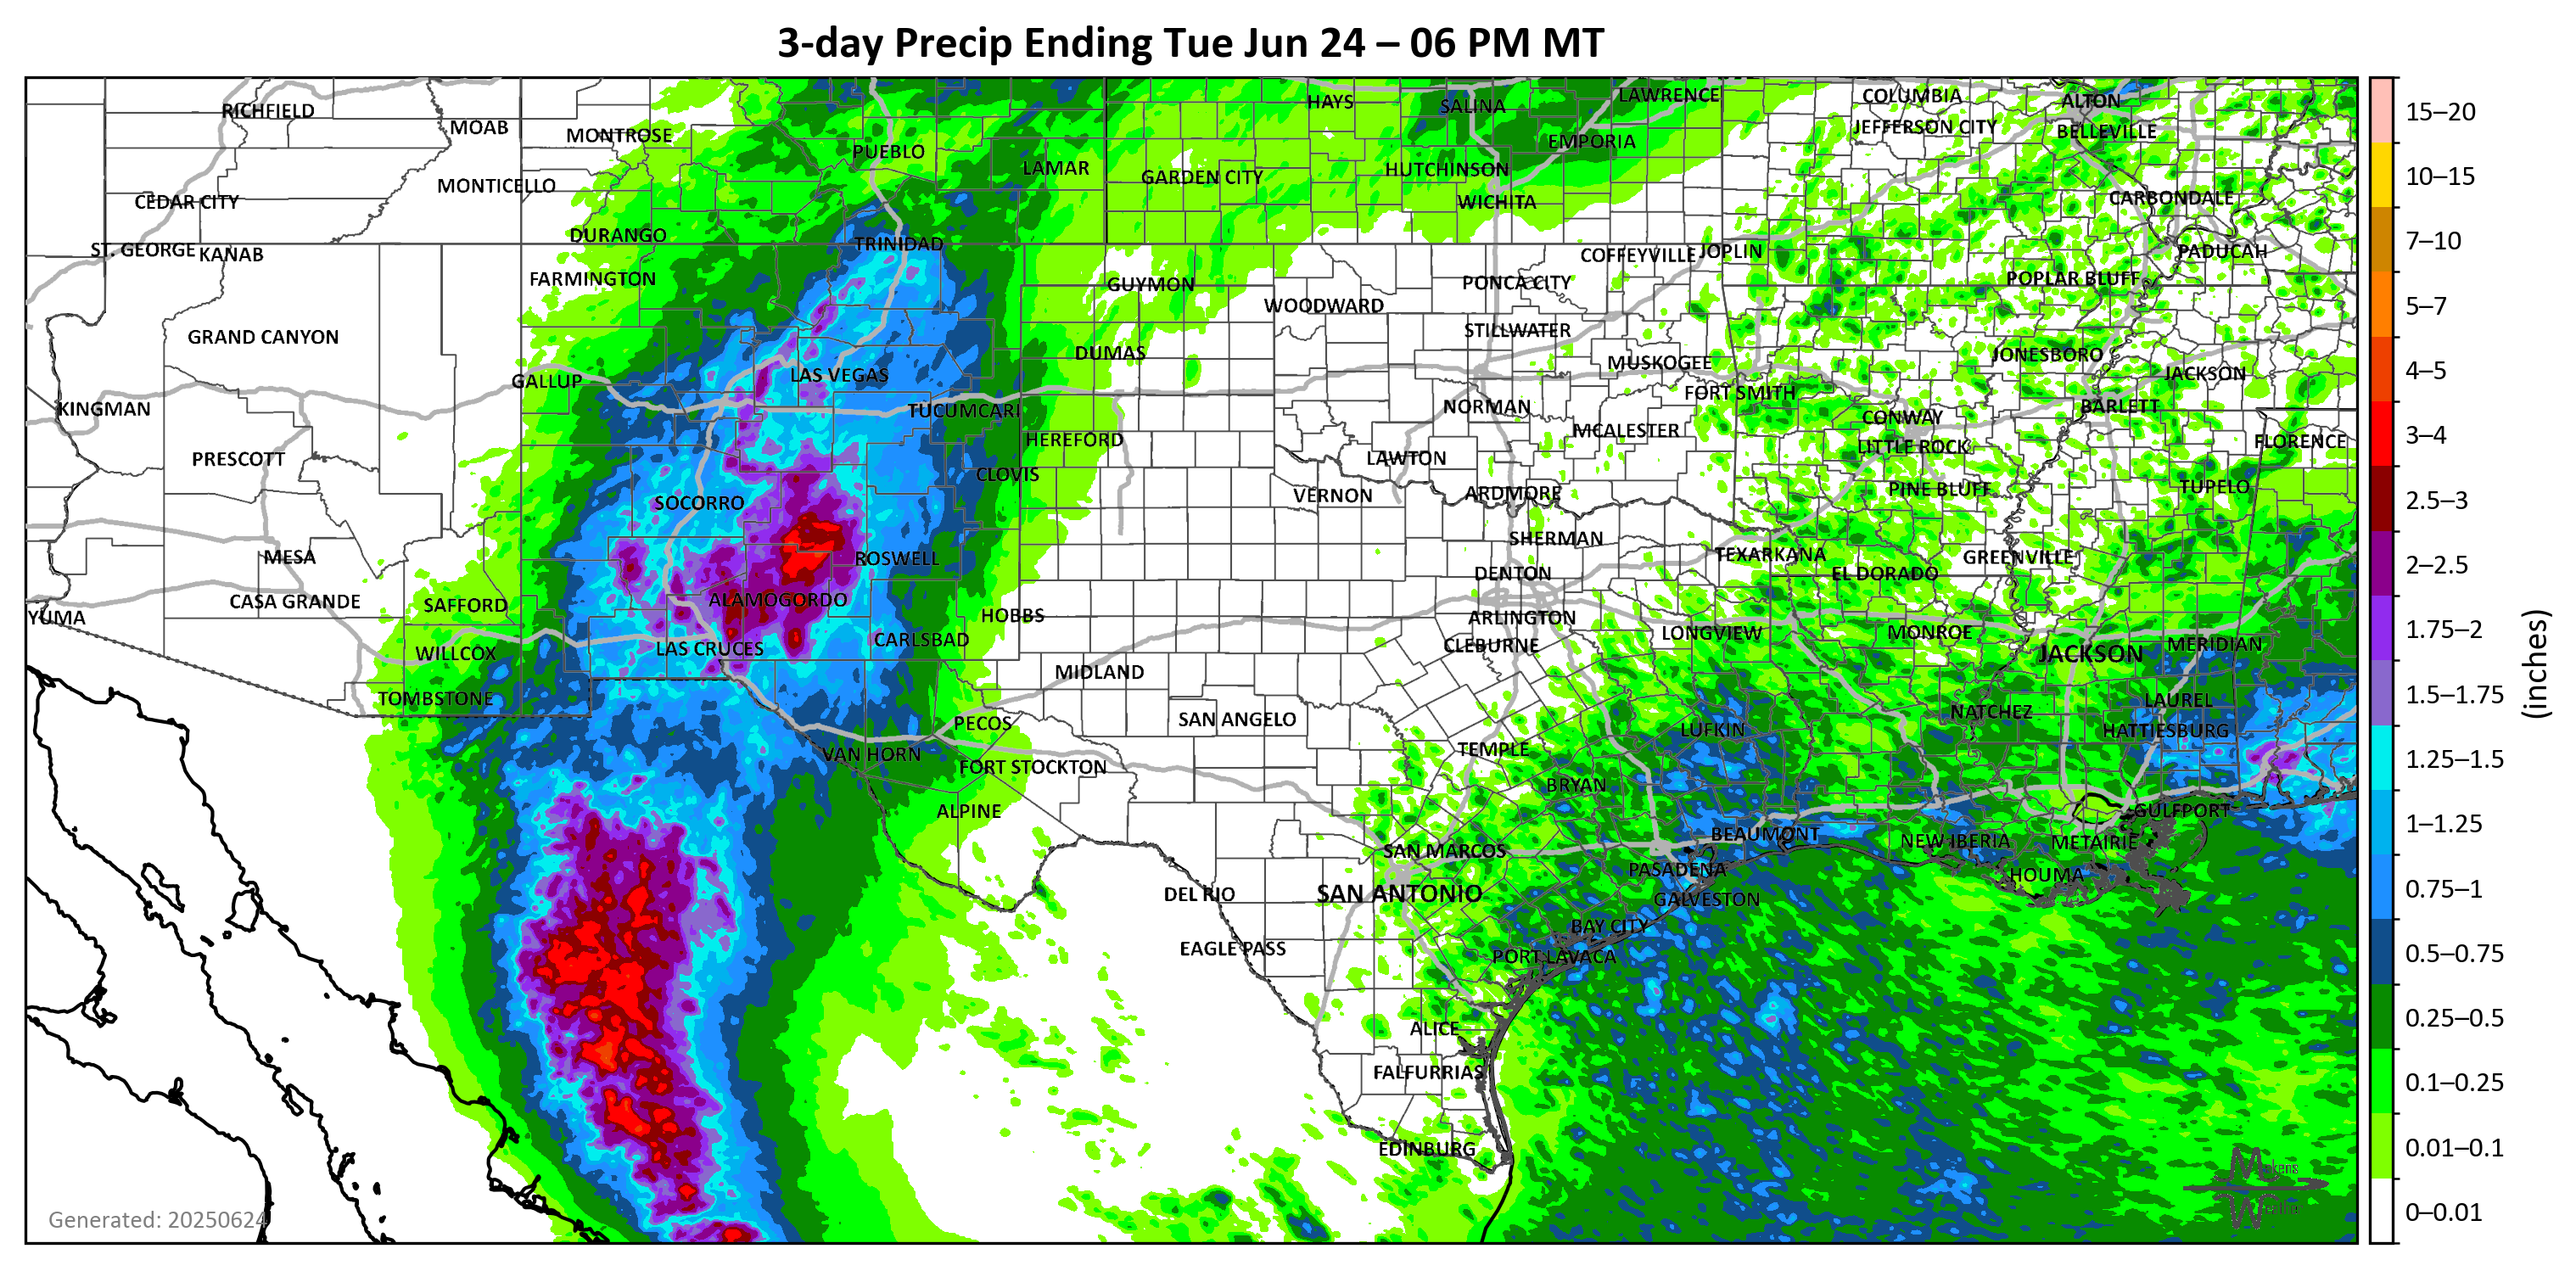 3-day Precip Ending Tue Jun 24 – 06 PM MT
RICHFIELD
MOAB
MONTROSE
PUEBLO
LAMAR
HAYS
SALINA
LAWRENCE
COLUMBIA
ALTON
JEFFERSON CITY
BELLEVILLE
EMPORIA
HUTCHINSON
GARDEN CITY
WICHITA
CARBONDALE
MONTICELLO
CEDAR CITY
DURANGO
TRINIDAD
ST. GEORGE
KANAB
COFFEYVILLE
JOPLIN
PADUCAH
FARMINGTON
GUYMON
PONCA CITY
POPLAR BLUFF
WOODWARD
GRAND CANYON
STILLWATER
DUMAS
JONESBORO
MUSKOGEE
LAS VEGAS
GALLUP
JACKSON
FORT SMITH
KINGMAN
TUCUMCARI
NORMAN
BARLETT
CONWAY
HEREFORD
MCALESTER
LITTLE ROCK
FLORENCE
PRESCOTT
LAWTON
CLOVIS
SOCORRO
VERNON
ARDMORE
PINE BLUFF
TUPELO
SHERMAN
MESA
ROSWELL
TEXARKANA
GREENVILLE
DENTON
EL DORADO
CASA GRANDE
SAFFORD
ALAMOGORDO
YUMA
HOBBS
ARLINGTON
LONGVIEW
MONROE
CARLSBAD
CLEBURNE
LAS CRUCES
WILLCOX
JACKSON
MERIDIAN
MIDLAND
TOMBSTONE
LAUREL
NATCHEZ
SAN ANGELO
PECOS
LUFKIN
HATTIESBURG
TEMPLE
VAN HORN
FORT STOCKTON
BRYAN
ALPINE
GULFPORT
BEAUMONT
NEW IBERIA
METAIRIE
SAN MARCOS
PASADENA
HOUMA
DEL RIO
SAN ANTONIO
GALVESTON
BAY CITY
EAGLE PASS
PORT LAVACA
ALICE
FALFURRIAS
EDINBURG
Generated: 20250624
15–20
10–15
7–10
5–7
4–5
3–4
2.5–3
2–2.5
1.75–2
1.5–1.75
1.25–1.5
1–1.25
0.75–1
0.5–0.75
0.25–0.5
0.1–0.25
0.01–0.1
0–0.01
(inches)